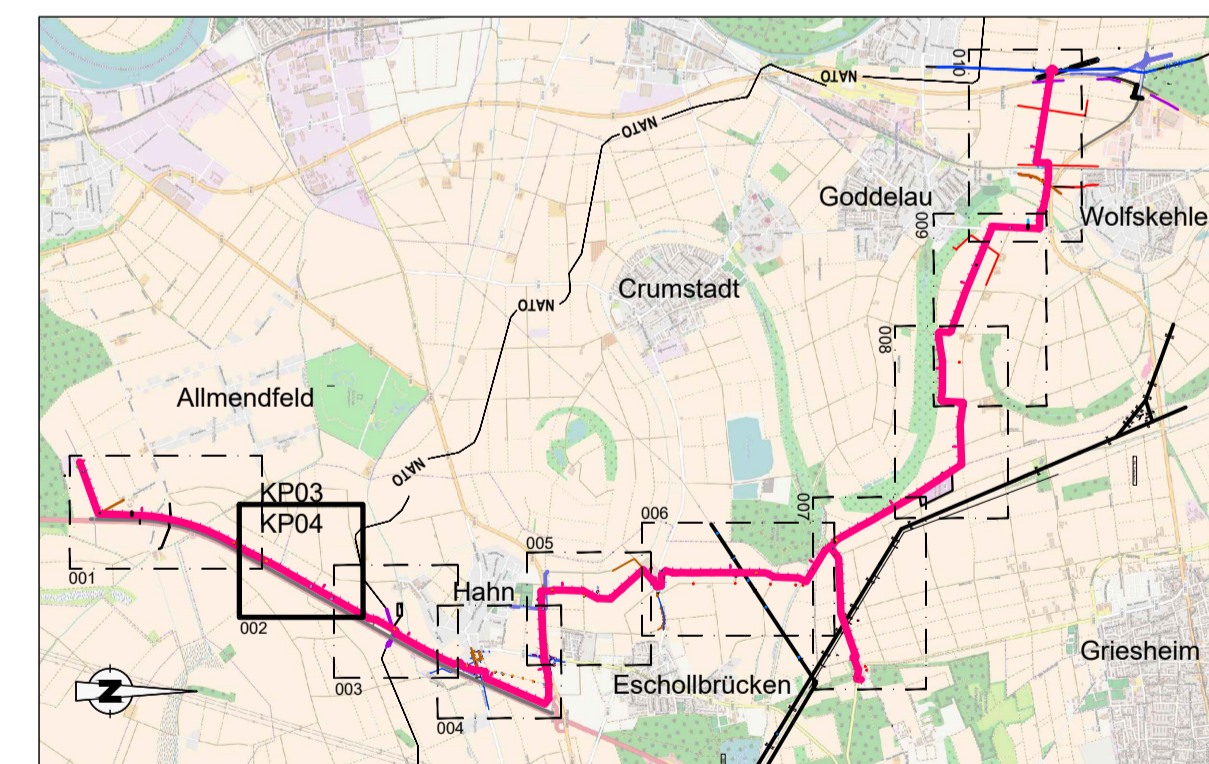 010
NATO
NATO
Goddelau
009
Wolfskehle
Crumstadt
NATO
008
Allmendfeld
NATO
KP03
KP04
007
006
001
005
Hahn
002
003
Eschollbrücken
Griesheim
004
N